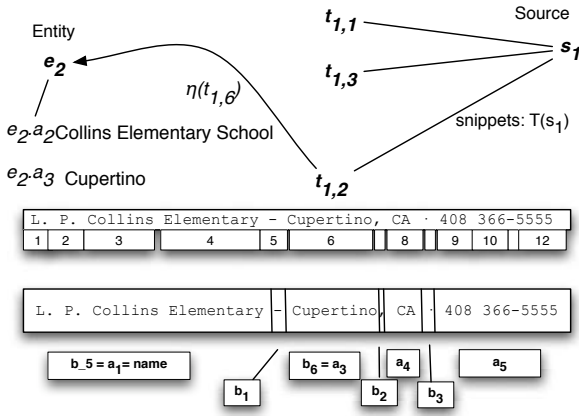 Entity
Source
e2
t1,1
s1
t1,3
η(t1,6)
e2.a2 Collins Elementary School
snippets: T(s1)
e2.a3 Cupertino
t1,2
L. P. Collins Elementary - Cupertino, CA · 408 366-5555
1 2 3 4 5 6 8 9 10 12
L. P. Collins Elementary - Cupertino, CA · 408 366-5555
b_5 = a1= name
b6 = a3
a4
a5
b1
b2
b3